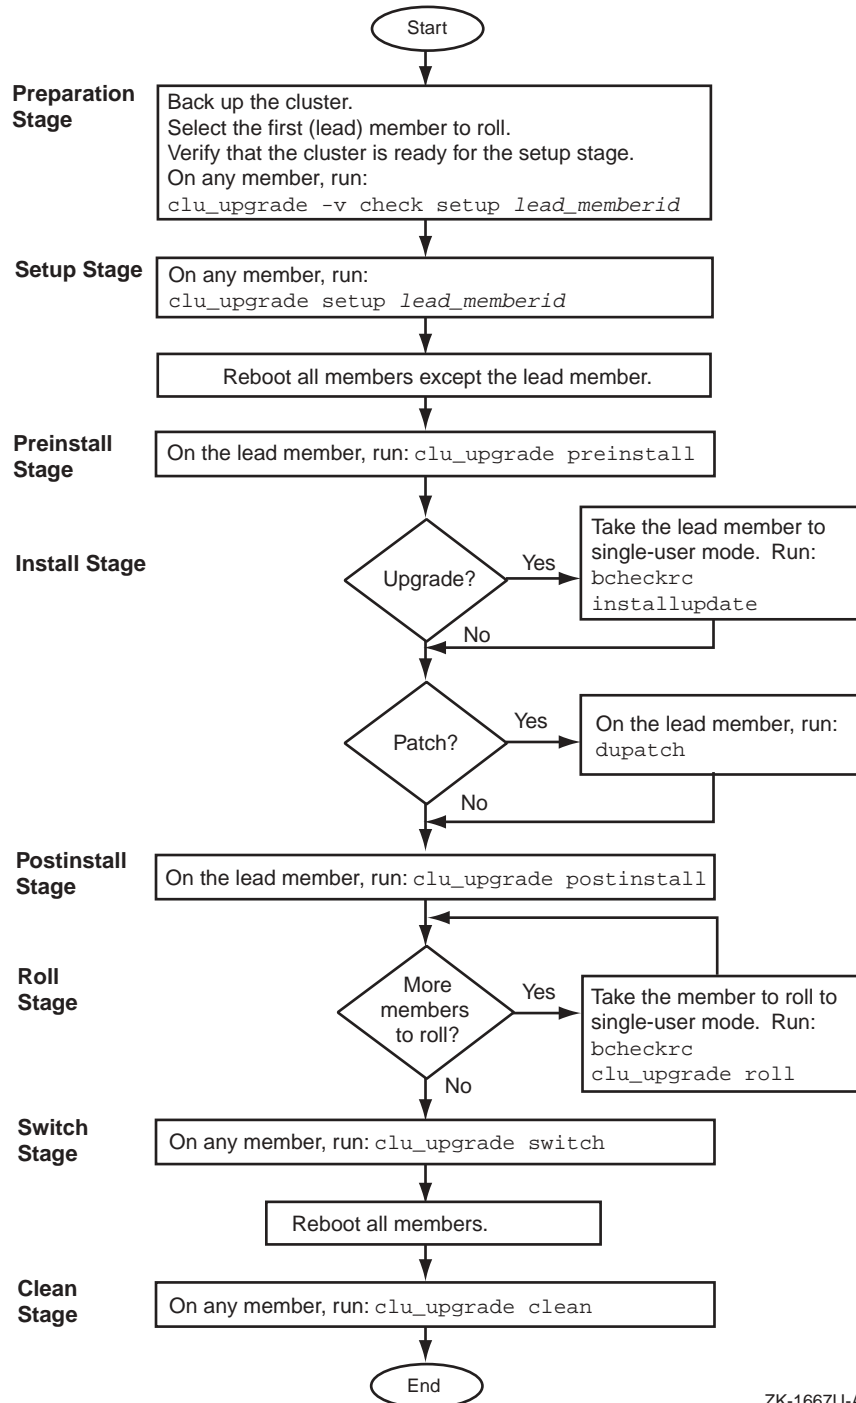 Start
Preparation
Stage
Back up the cluster.
Select the first (lead) member to roll.
Verify that the cluster is ready for the setup stage.
On any member, run:
clu_upgrade -v check setup lead_memberid
Setup Stage
On any member, run:
clu_upgrade setup lead_memberid
Reboot all members except the lead member.
Preinstall
Stage
On the lead member, run: clu_upgrade preinstall
Install Stage
Upgrade?
Yes
Take the lead member to
single-user mode. Run:
bcheckrc
installupdate
No
Patch?
Yes
On the lead member, run:
dupatch
No
Postinstall
Stage
On the lead member, run: clu_upgrade postinstall
Roll
Stage
More
members
to roll?
Yes
Take the member to roll to
single-user mode. Run:
bcheckrc
clu_upgrade roll
No
Switch
Stage
On any member, run: clu_upgrade switch
Reboot all members.
Clean
Stage
On any member, run: clu_upgrade clean
End